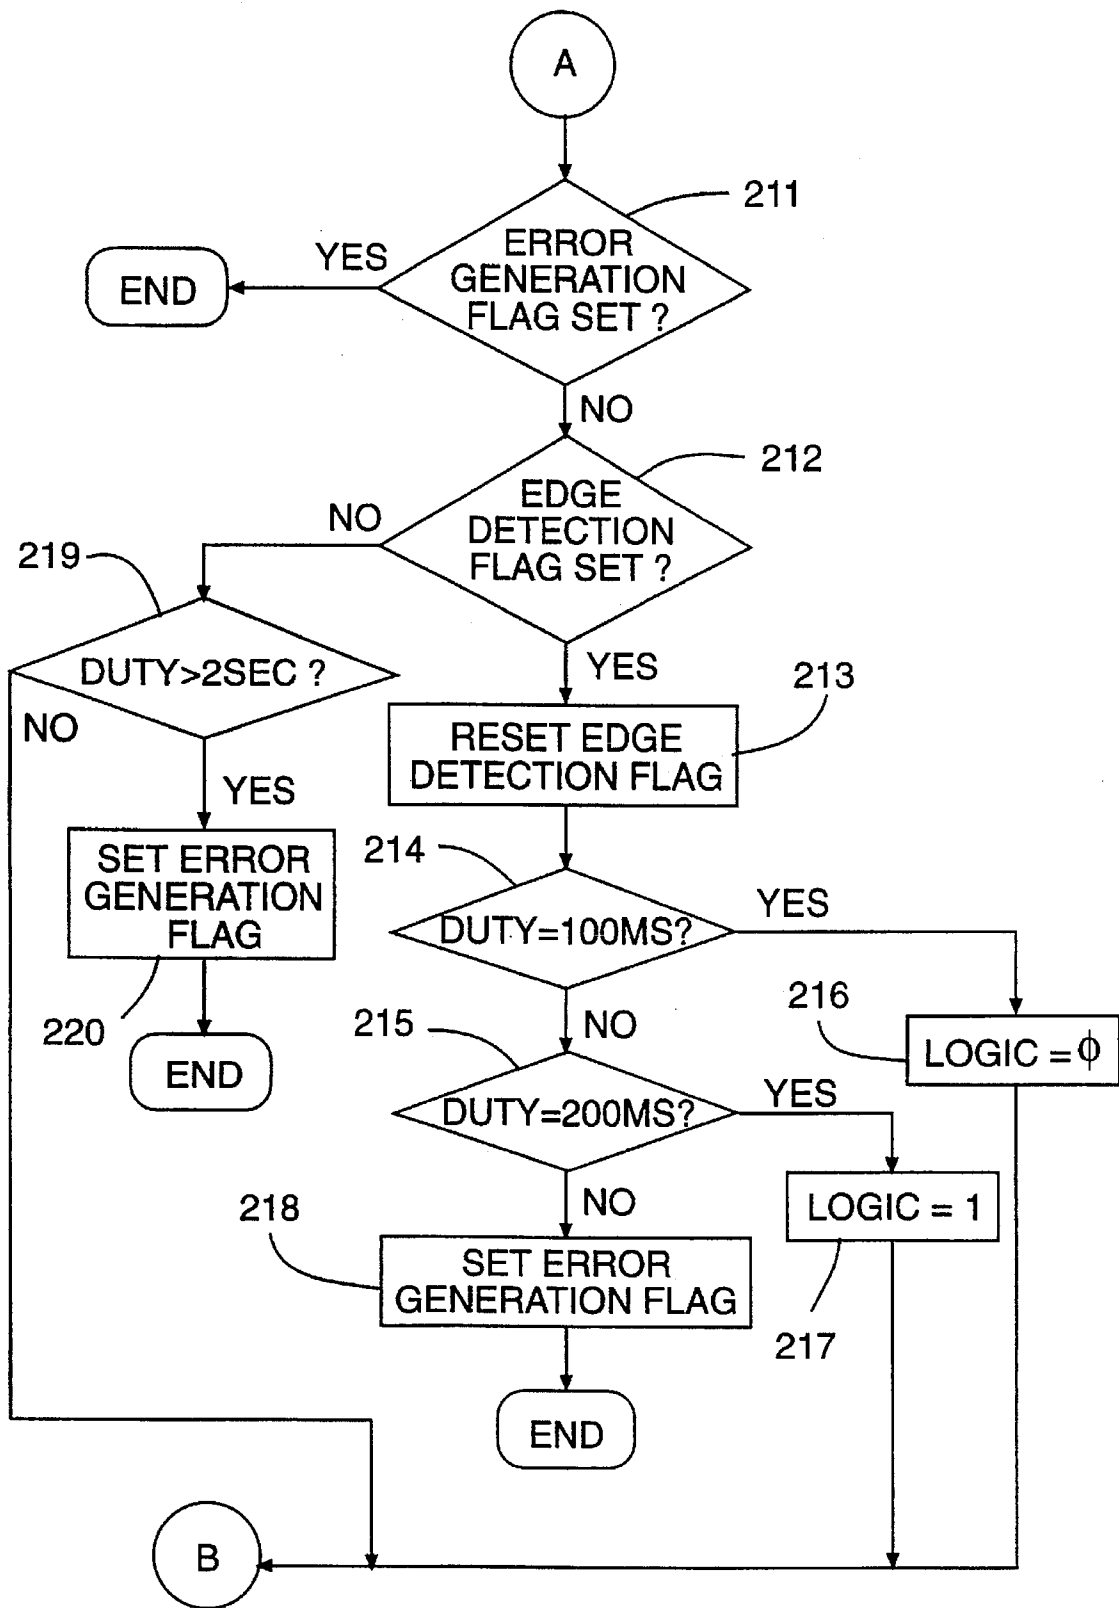 A
211
ERROR
GENERATION
FLAG SET ?
YES
END
NO
212
EDGE
DETECTION
FLAG SET ?
NO
219
DUTY>2SEC ?
NO
YES
213
RESET EDGE
DETECTION FLAG
YES
SET ERROR
GENERATION
FLAG
220
END
214
DUTY=100MS?
YES
216
LOGIC = ϕ
NO
215
DUTY=200MS?
YES
LOGIC = 1
217
NO
218
SET ERROR
GENERATION FLAG
END
B